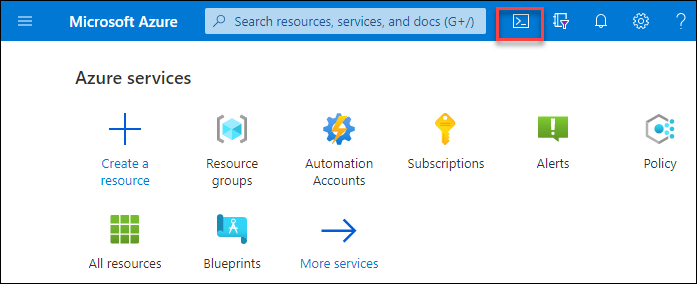 Microsoft Azure
Search resources, services, and docs (G+/)
Azure services
Create a
resource
Resource
groups
Automation
Accounts
Subscriptions
Alerts
Policy
All resources
Blueprints
More services